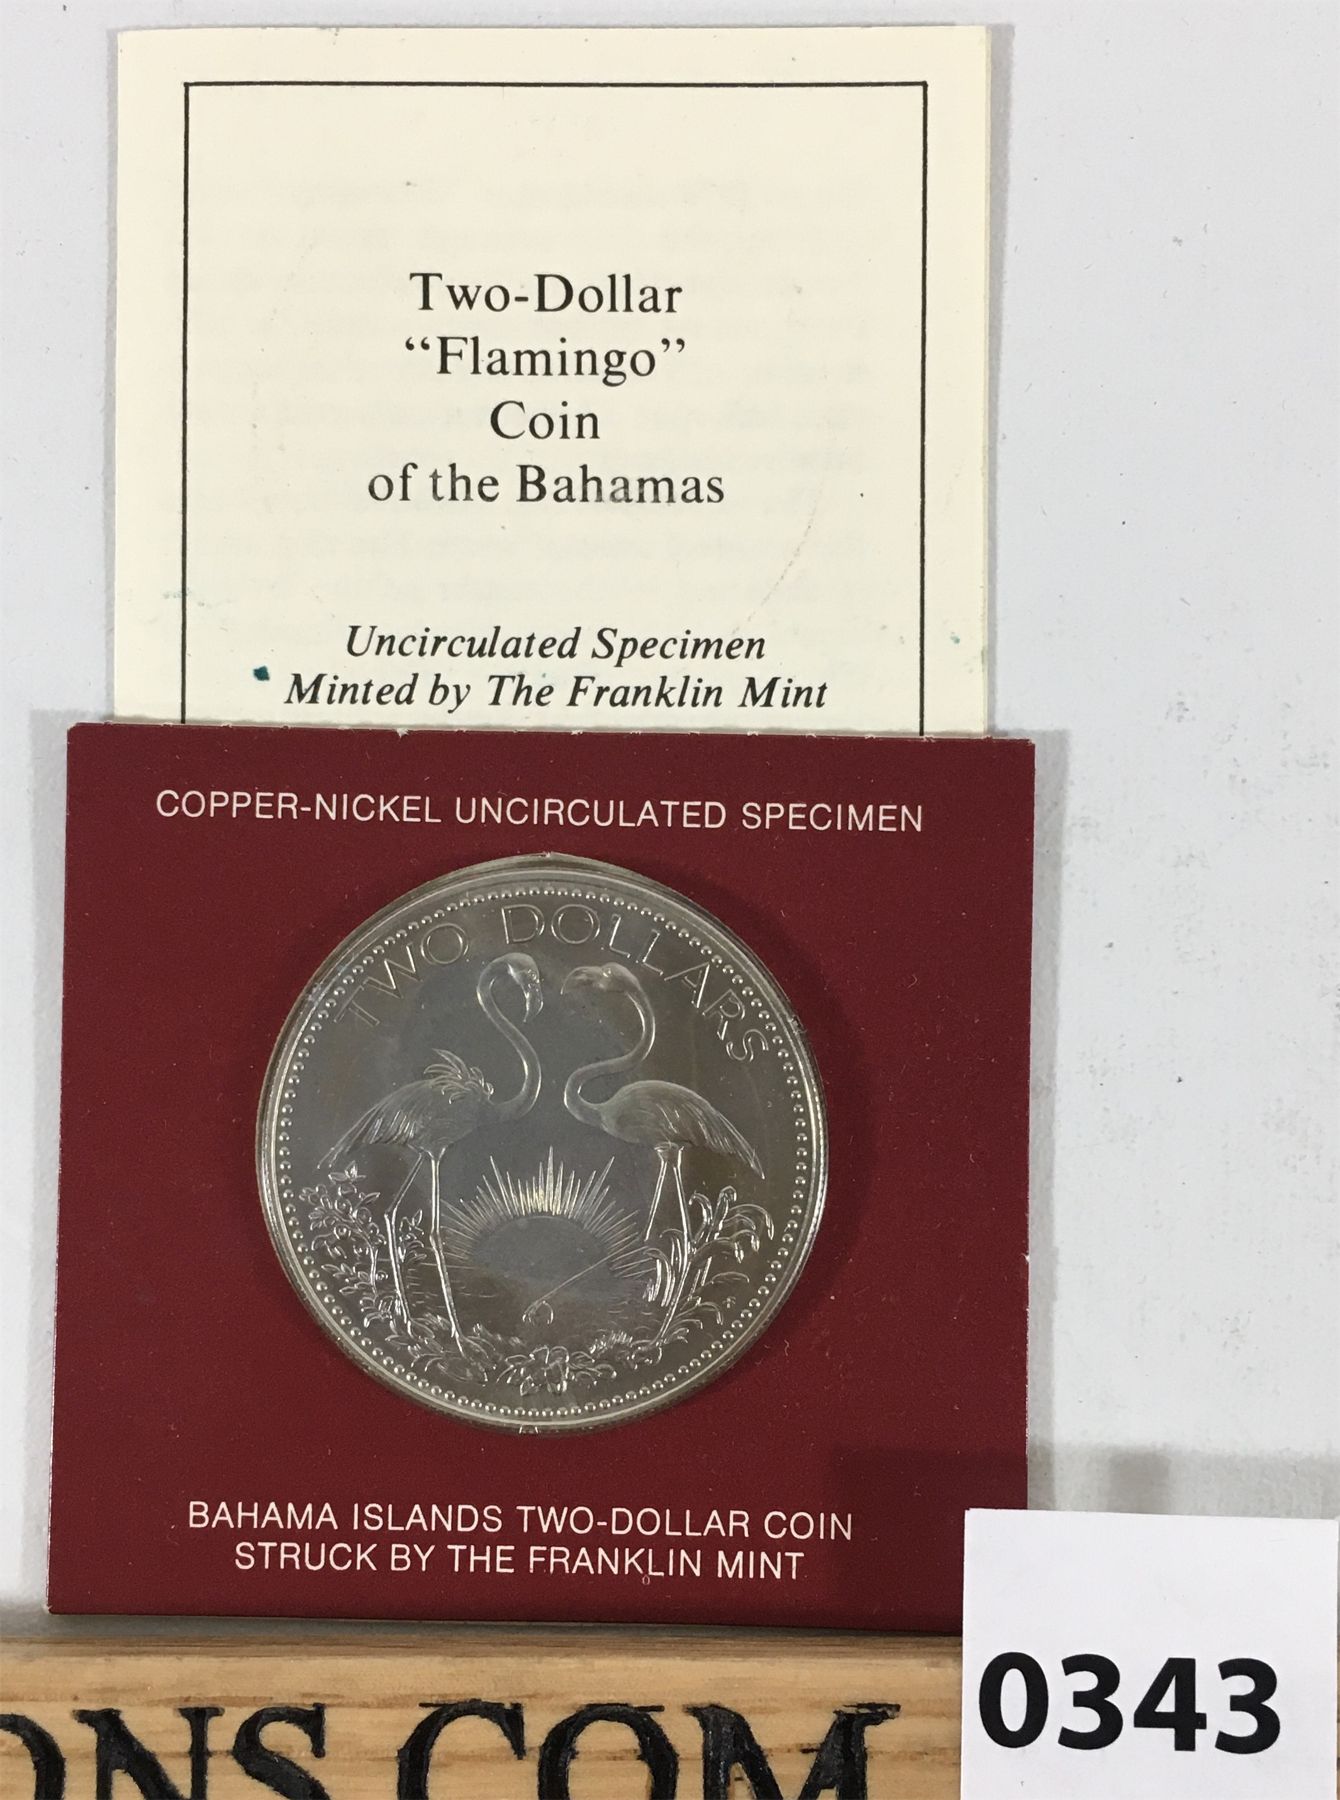 Two-Dollar
“Flamingo”
Coin
of the Bahamas
Uncirculated Specimen
Minted by The Franklin Mint
COPPER-NICKEL UNCIRCULATED SPECIMEN
TWO DOLLARS
BAHAMA ISLANDS TWO-DOLLAR COIN
STRUCK BY THE FRANKLIN MINT
0343
ONS.COM